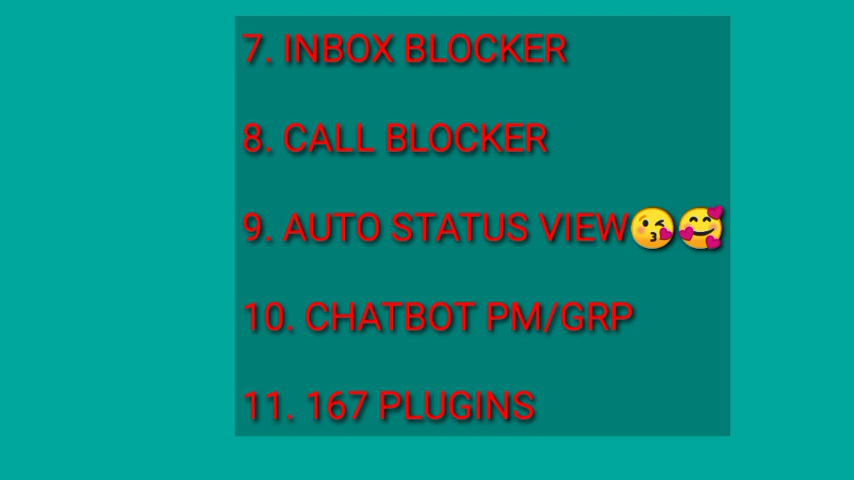 7. INBOX BLOCKER
8. CALL BLOCKER
9. AUTO STATUS VIEW😘🥰
10. CHATBOT PM/GRP
11. 167 PLUGINS